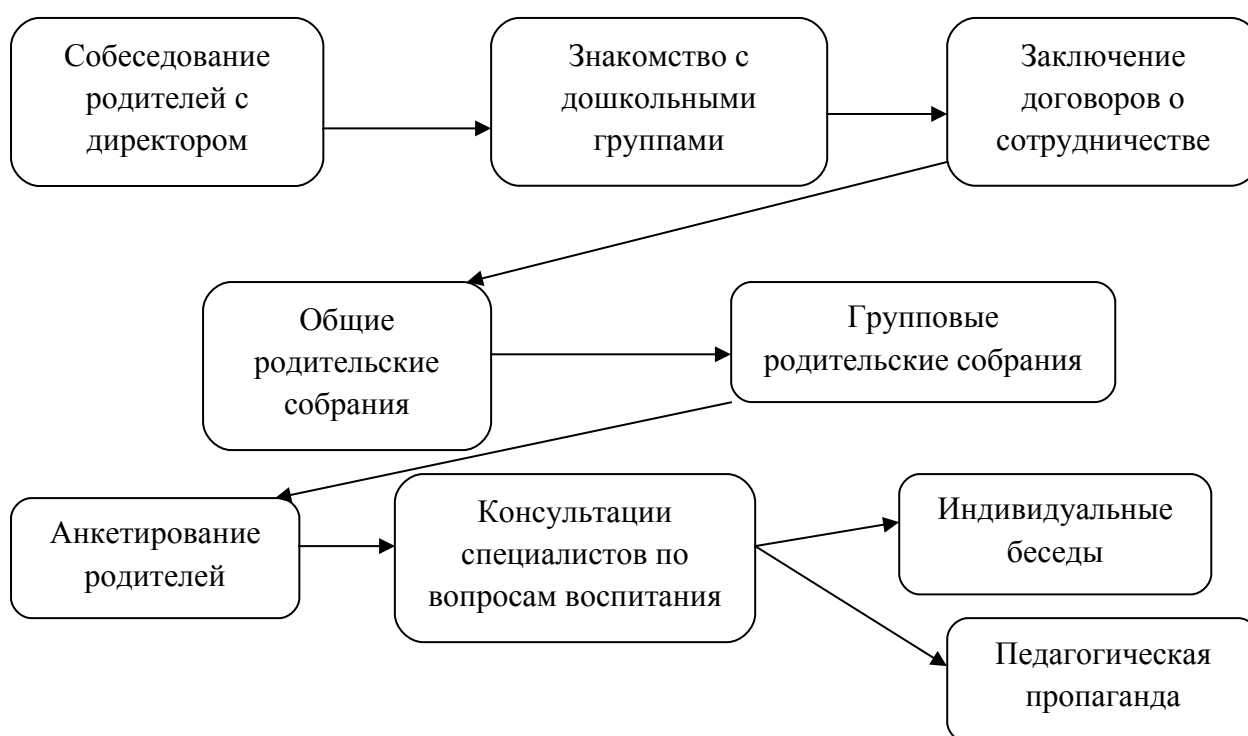 Собеседование
родителей с
директором
Знакомство с
дошкольными
группами
Заключение
договоров о
сотрудничестве
Общие
родительские
собрания
Групповые
родительские собрания
Анкетирование
родителей
Консультации
специалистов по
вопросам воспитания
Индивидуальные
беседы
Педагогическая
пропаганда